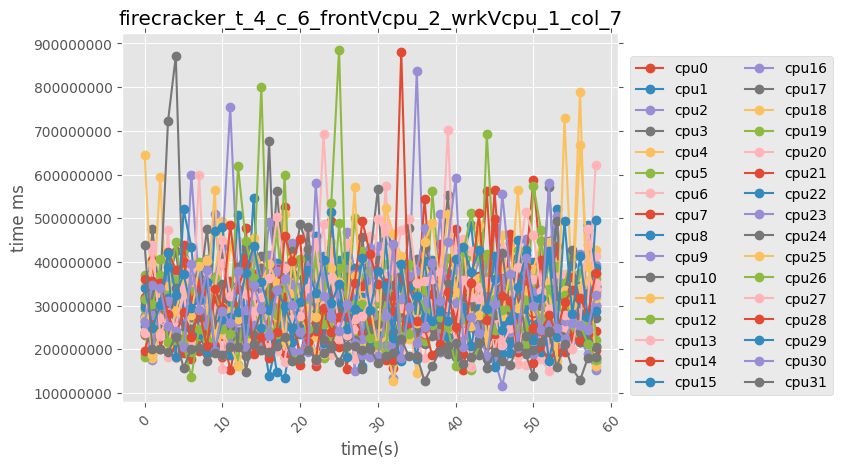 firecracker_t_4_c_6_frontVcpu_2_wrkVcpu_1_col_7
time ms
900000000
800000000
700000000
600000000
500000000
400000000
300000000
200000000
100000000
0
10
20
30
40
50
60
time(s)
cpu0
cpu1
cpu2
cpu3
cpu4
cpu5
cpu6
cpu7
cpu8
cpu9
cpu10
cpu11
cpu12
cpu13
cpu14
cpu15
cpu16
cpu17
cpu18
cpu19
cpu20
cpu21
cpu22
cpu23
cpu24
cpu25
cpu26
cpu27
cpu28
cpu29
cpu30
cpu31